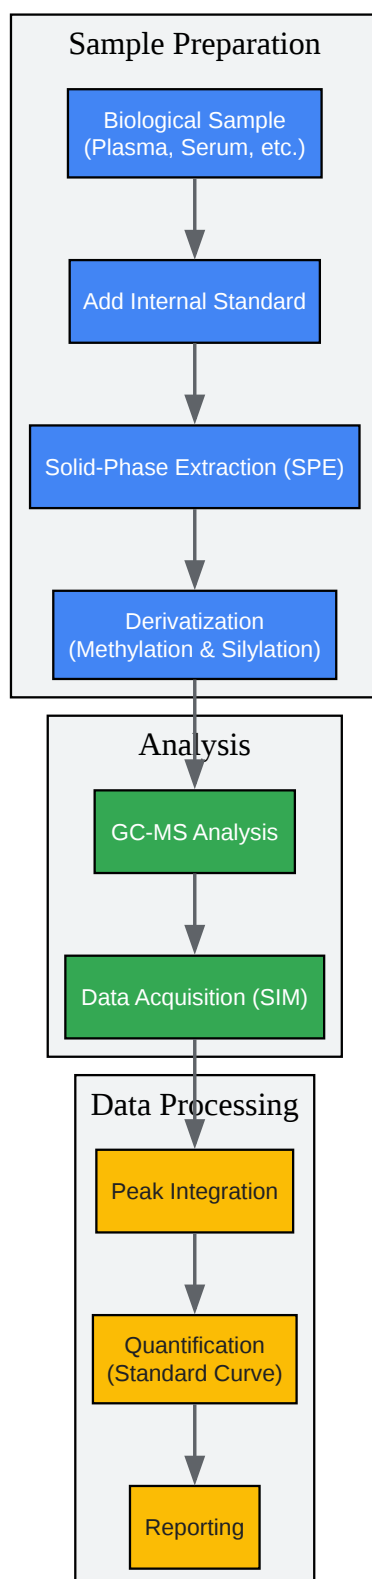 Sample Preparation
Biological Sample
(Plasma, Serum, etc.)
Add Internal Standard
Solid-Phase Extraction (SPE)
Derivatization
(Methylation & Silylation)
Analysis
GC-MS Analysis
Data Acquisition (SIM)
Data Processing
Peak Integration
Quantification
(Standard Curve)
Reporting